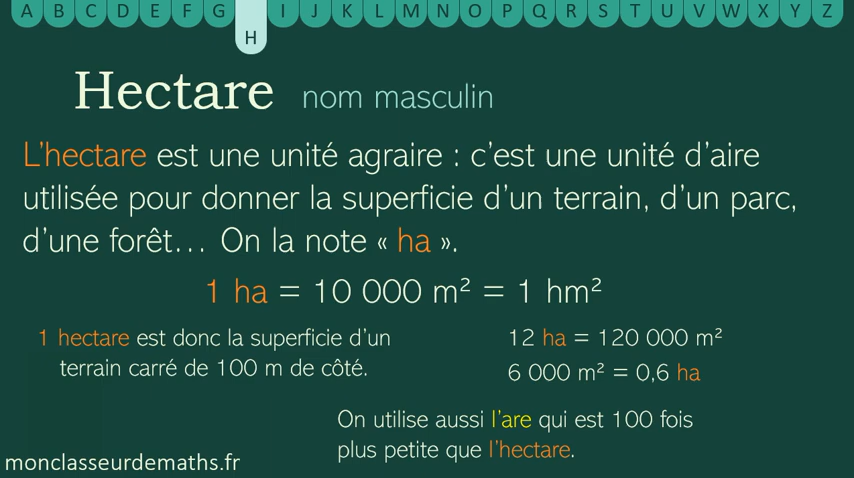 A B C D E F G H I J K L M N O P Q R S T U V W X Y Z
Hectare nom masculin
L'hectare est une unité agraire : c'est une unité d'aire
utilisée pour donner la superficie d'un terrain, d'un parc,
d'une forêt… On la note « ha ».
1 ha = 10 000 m² = 1 hm²
1 hectare est donc la superficie d'un
terrain carré de 100 m de côté.
12 ha = 120 000 m²
6 000 m² = 0,6 ha
On utilise aussi l'are qui est 100 fois
plus petite que l'hectare.
monclasseurdemaths.fr